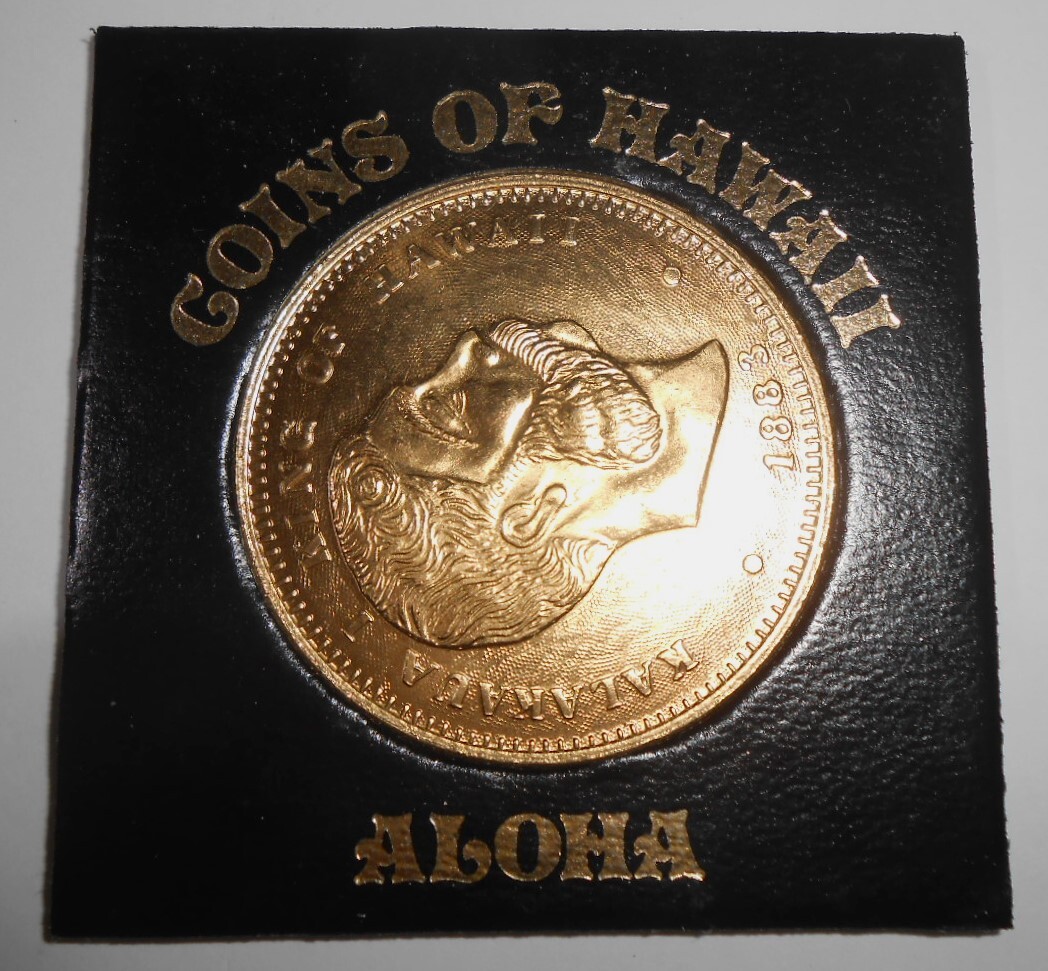 COINS OF HAWAII
KALAKAUA I KING OF HAWAII
1883
ALOHA